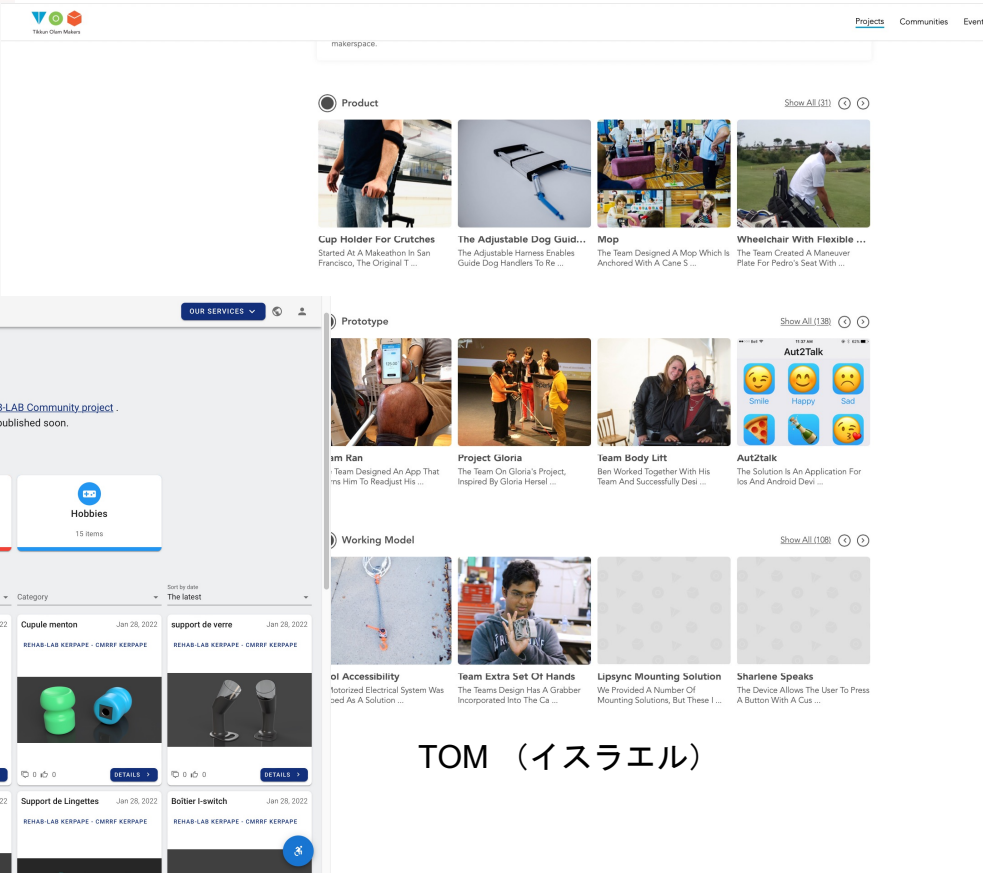 Tikkun Olam Makers
Projects
Communities
makerspace.
Product
Show All (31)
Cup Holder For Crutches
Started At A Makeathon In San
Francisco, The Original T ...
The Adjustable Dog Guid...
The Adjustable Harness Enables
Guide Dog Handlers To Re ...
Mop
The Team Designed A Mop Which Is
Anchored With A Cane S ...
Wheelchair With Flexible ...
The Team Created A Maneuver
Plate For Pedro's Seat With ...
Prototype
Show All (138)
Ran
Team Designed An App That
Him To Readjust His ...
Project Gloria
The Team On Gloria's Project,
Inspired By Gloria Hersel ...
Team Body Lift
Ben Worked Together With His
Team And Successfully Desi ...
Aut2Talk
Smile
Happy
Sad
Aut2talk
The Solution Is An Application For
Ios And Android Devi ...
Working Model
Show All (108)
Accessibility
Motorized Electrical System Was
As A Solution ...
Team Extra Set Of Hands
The Teams Design Has A Grabber
Incorporated Into The Ca ...
Lipsync Mounting Solution
We Provided A Number Of
Mounting Solutions, But These I ...
Sharlene Speaks
The Device Allows The User To Press
A Button With A Cus ...
TOM （イスラエル）
OUR SERVICES
-LAB Community project .
published soon.
Hobbies
15 items
Category
Sort by date
The latest
Cupule menton
Jan 28, 2022
REHAB-LAB KERPAPE - CMRRF KERPAPE
0 0
DETAILS >
support de verre
Jan 28, 2022
REHAB-LAB KERPAPE - CMRRF KERPAPE
0 0
DETAILS >
Support de Lingettes
Jan 28, 2022
REHAB-LAB KERPAPE - CMRRF KERPAPE
Boîtier I-switch
Jan 28, 2022
REHAB-LAB KERPAPE - CMRRF KERPAPE